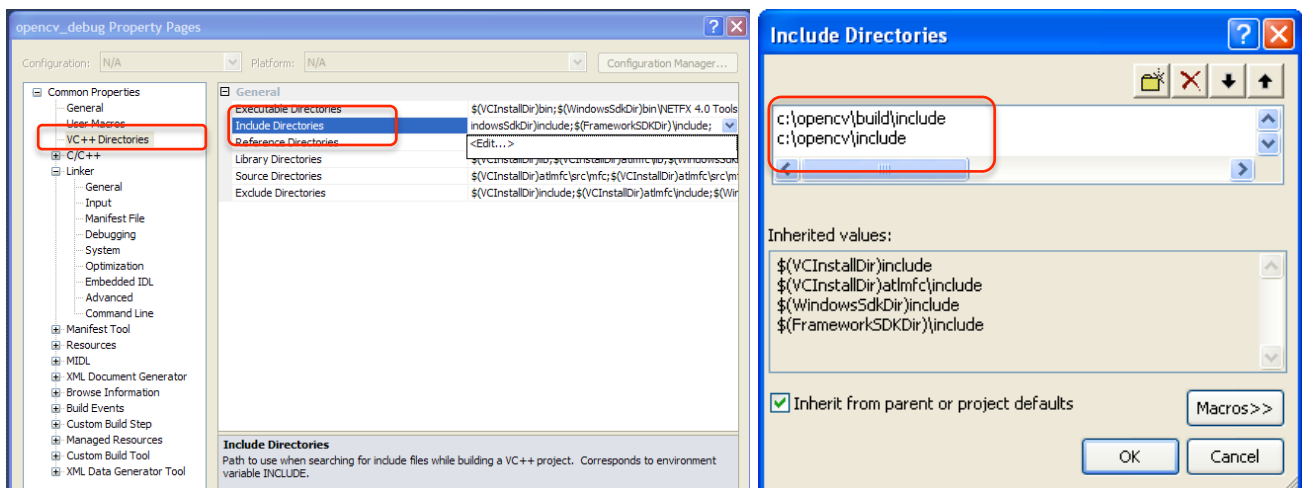 opencv_debug Property Pages
Configuration: N/A Platform: N/A Configuration Manager...
Common Properties
General
User Macros
VC++ Directories
C/C++
Linker
General
Input
Manifest File
Debugging
System
Optimization
Embedded IDL
Advanced
Command Line
Manifest Tool
Resources
MIDL
XML Document Generator
Browse Information
Build Events
Custom Build Step
Managed Resources
Custom Build Tool
XML Data Generator Tool
General
Executable Directories $(VCInstallDir)bin;$(WindowsSdkDir)bin\NETFX 4.0 Tools
Include Directories indowsSdkDir)include;$(FrameworkSDKDir)\include;
Reference Directories <Edit...>
Library Directories $(VCInstallDir)lib;$(VCInstallDir)atlmfc\lib;$(WindowsSdk
Source Directories $(VCInstallDir)atlmfc\src\mfc;$(VCInstallDir)atlmfc\src\m
Exclude Directories $(VCInstallDir)include;$(VCInstallDir)atlmfc\include;$(Wir
Include Directories
Path to use when searching for include files while building a VC++ project. Corresponds to environment
variable INCLUDE.
Include Directories
c:\opencv\build\include
c:\opencv\include
Inherited values:
$(VCInstallDir)include
$(VCInstallDir)atlmfc\include
$(WindowsSdkDir)include
$(FrameworkSDKDir)\include
Inherit from parent or project defaults
Macros>>
OK Cancel